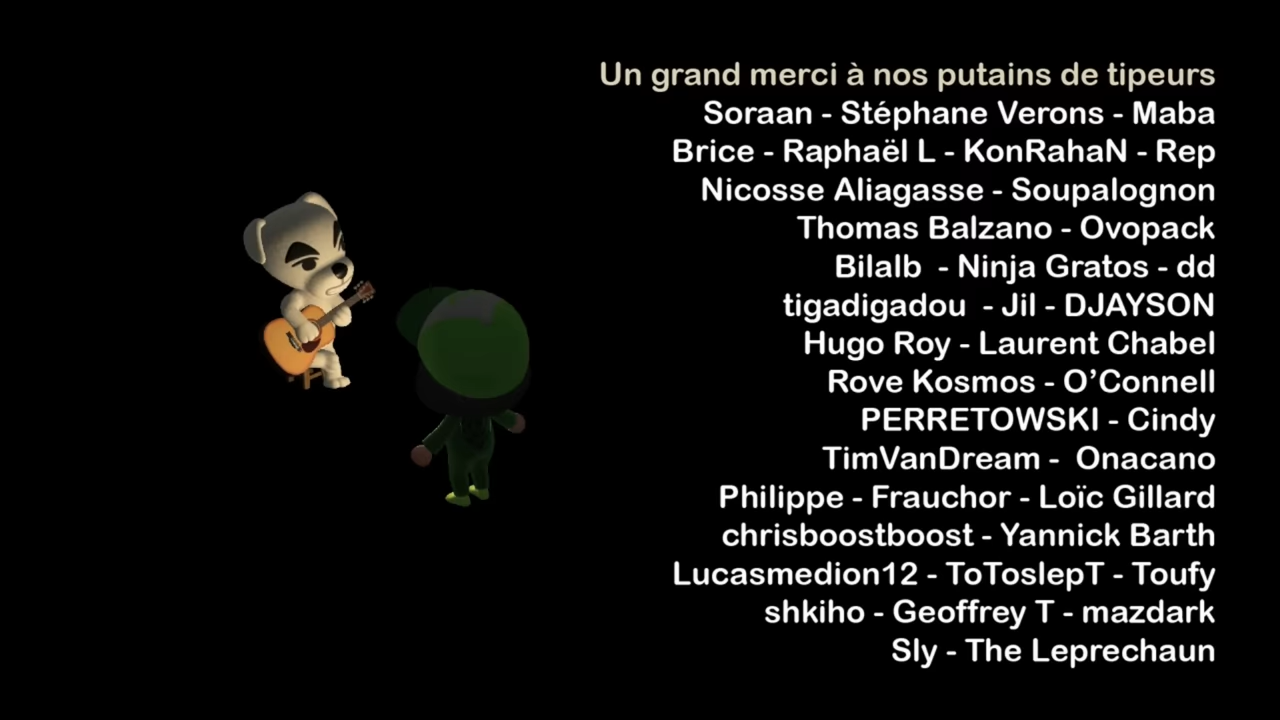 Un grand merci à nos putains de tipeurs
Soraan - Stéphane Verons - Maba
Brice - Raphaël L - KonRahaN - Rep
Nicosse Aliagasse - Soupalognon
Thomas Balzano - Ovopack
Bilalb - Ninja Gratos - dd
tigadigadou - Jil - DJAYSON
Hugo Roy - Laurent Chabel
Rove Kosmos - O’Connell
PERRETOWSKI - Cindy
TimVanDream - Onacano
Philippe - Frauchor - Loïc Gillard
chrisboostboost - Yannick Barth
Lucasmedion12 - ToToslepT - Toufy
shkiho - Geoffrey T - mazdark
Sly - The Leprechaun